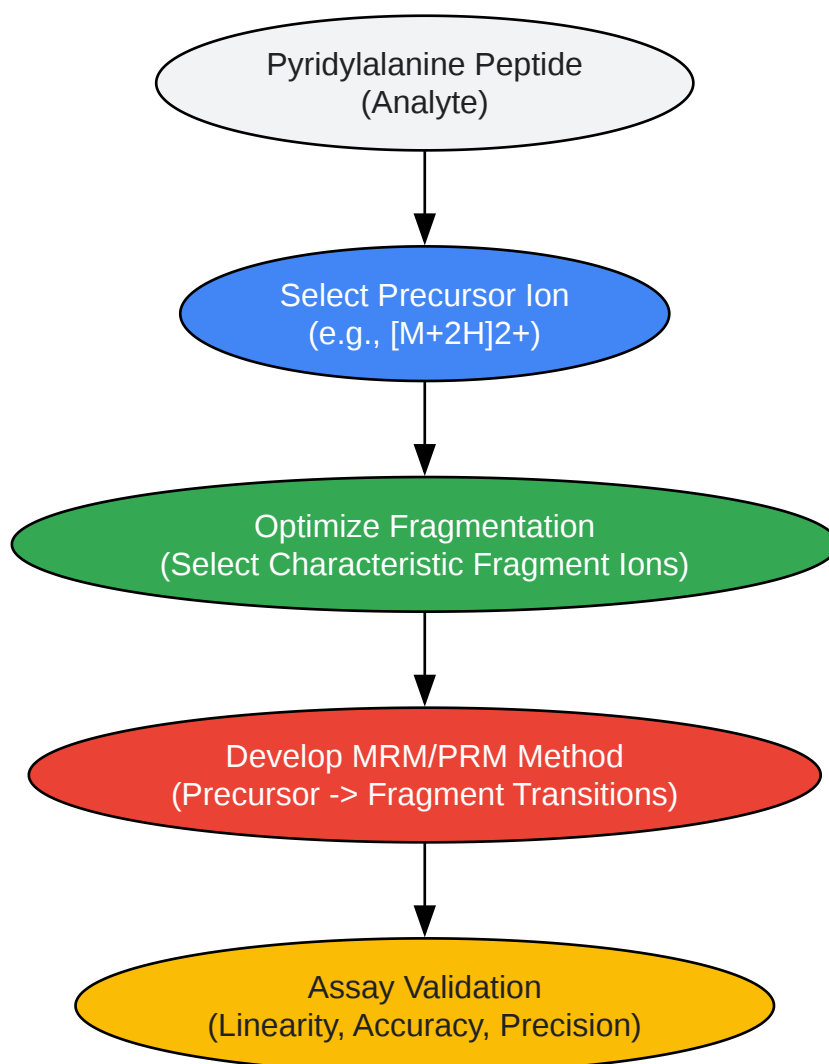 Pyridylalanine Peptide
(Analyte)
Select Precursor Ion
(e.g., [M+2H]2+)
Optimize Fragmentation
(Select Characteristic Fragment Ions)
Develop MRM/PRM Method
(Precursor -> Fragment Transitions)
Assay Validation
(Linearity, Accuracy, Precision)